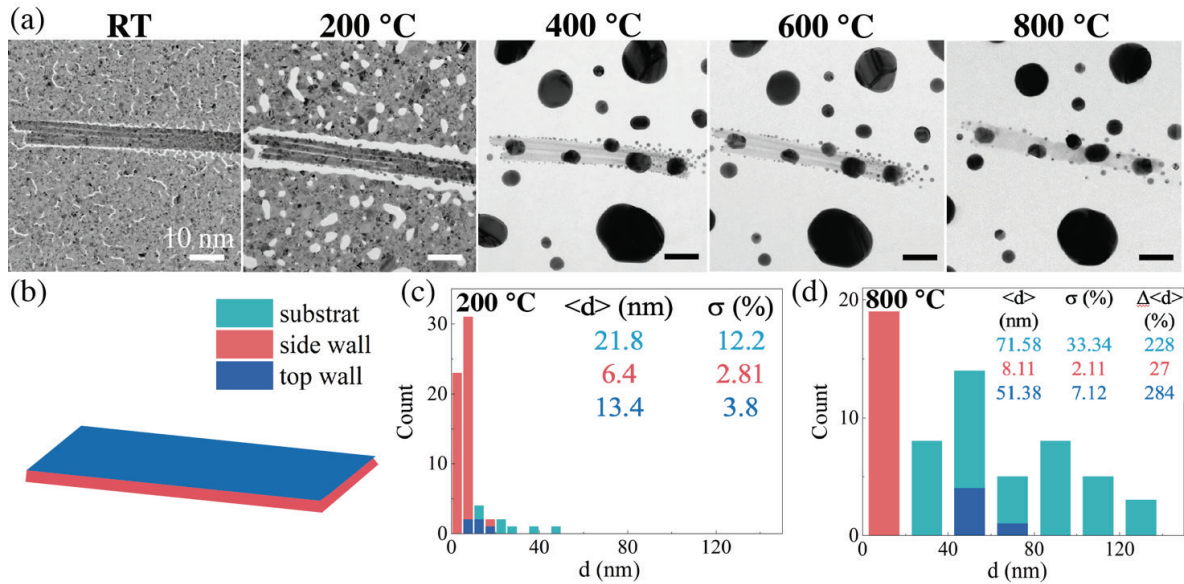 (a) RT 200 °C 400 °C 600 °C 800 °C
10 nm
(b)
substrat
side wall
top wall
(c) 200 °C <d> (nm) σ (%)
21.8 12.2
6.4 2.81
13.4 3.8
Count
30
20
10
0
0 40 80 120
d (nm)
(d) 800 °C <d> (nm) σ (%) Δ<d> (%)
71.58 33.34 228
8.11 2.11 27
51.38 7.12 284
Count
20
10
0
0 40 80 120
d (nm)